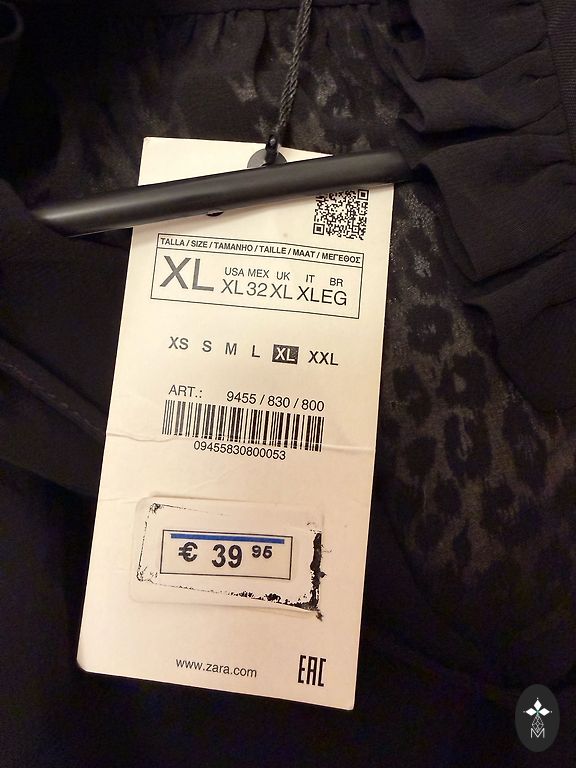 TALLA / SIZE / TAMANHO / TAILLE / MAAT / ΜΕΓΕΘΟΣ
XL USA XL MEX 32 UK XL IT XL BR EG
XS S M L XL XXL
ART.: 9455 / 830 / 800
09455830800053
€ 39 95
www.zara.com
EAC
M